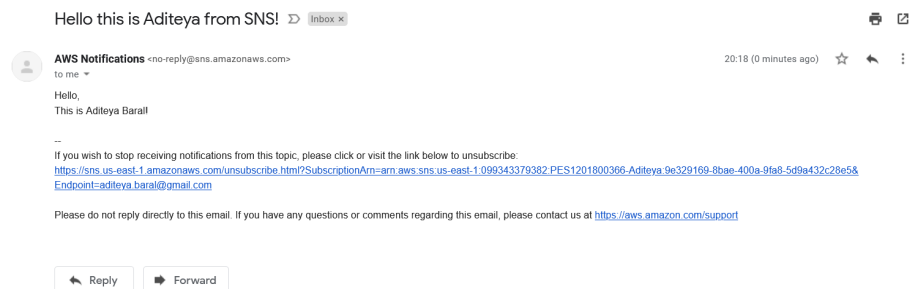 Hello this is Aditeya from SNS! Inbox ×
AWS Notifications <no-reply@sns.amazonaws.com> 20:18 (0 minutes ago)
to me
Hello,
This is Aditeya Baral!
--
If you wish to stop receiving notifications from this topic, please click or visit the link below to unsubscribe:
https://sns.us-east-1.amazonaws.com/unsubscribe.html?SubscriptionArn=arn:aws:sns:us-east-1:099343379382:PES1201800366-Aditeya:9e329169-8bae-400a-9fa8-5d9a432c28e5&
Endpoint=aditeya.baral@gmail.com
Please do not reply directly to this email. If you have any questions or comments regarding this email, please contact us at https://aws.amazon.com/support
Reply Forward